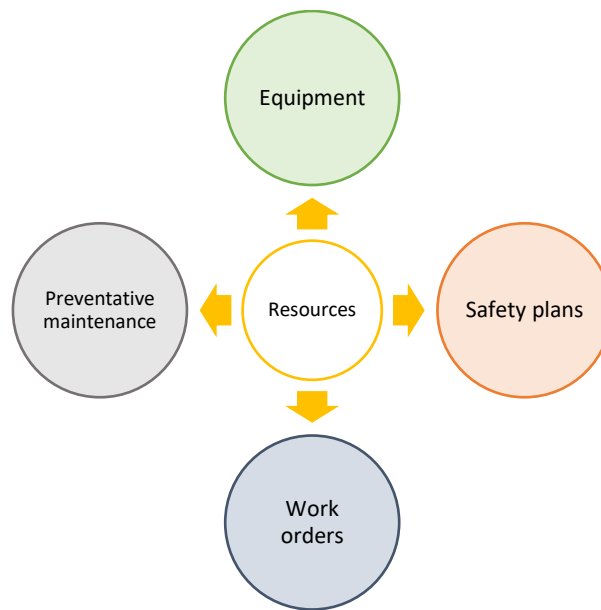 Equipment
Preventative
maintenance
Resources
Safety plans
Work
orders